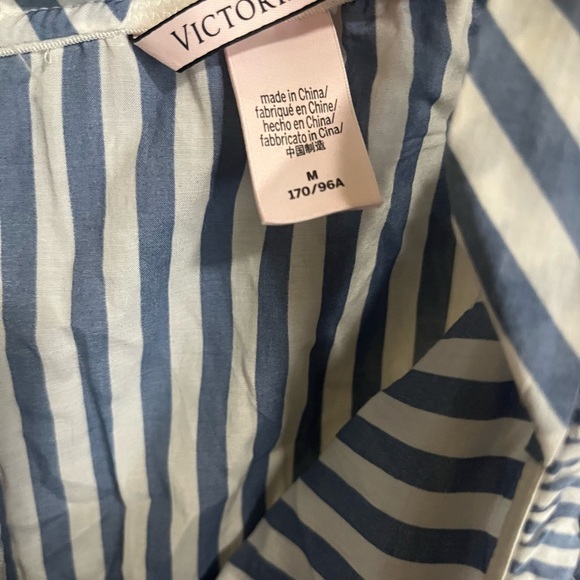 VICTORI
made in China/
fabriqué en Chine/
hecho en China/
fabbricato in Cina/
中国制造
M
170/96A